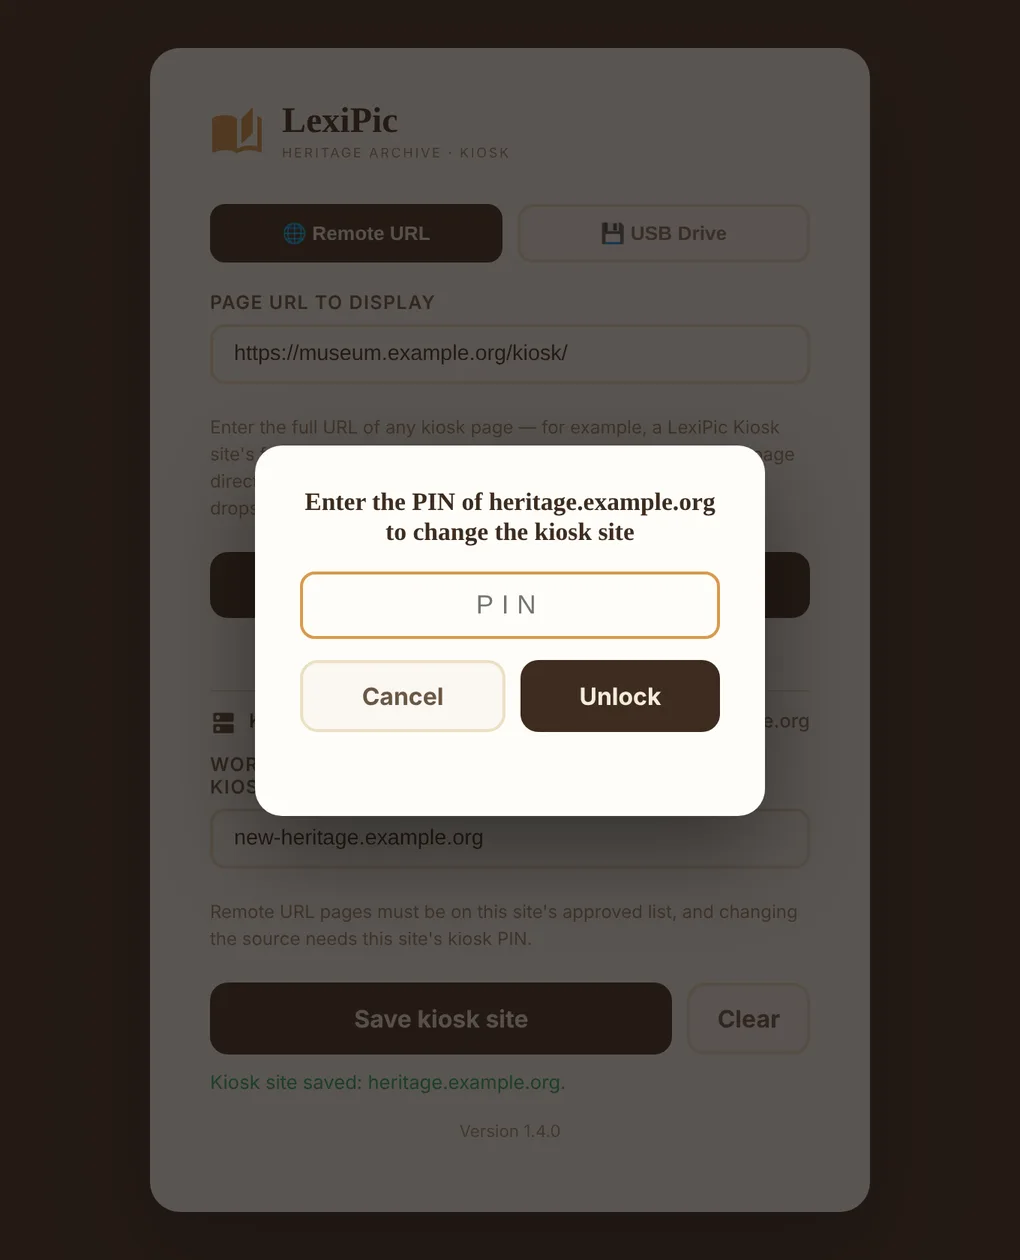 LexiPic
HERITAGE ARCHIVE · KIOSK
Remote URL
USB Drive
PAGE URL TO DISPLAY
https://museum.example.org/kiosk/
Enter the full URL of any kiosk page — for example, a LexiPic Kiosk
site's
age
direc
drops
Enter the PIN of heritage.example.org
to change the kiosk site
PIN
Cancel
Unlock
e.org
WOR
KIOS
new-heritage.example.org
Remote URL pages must be on this site's approved list, and changing
the source needs this site's kiosk PIN.
Save kiosk site
Clear
Kiosk site saved: heritage.example.org.
Version 1.4.0